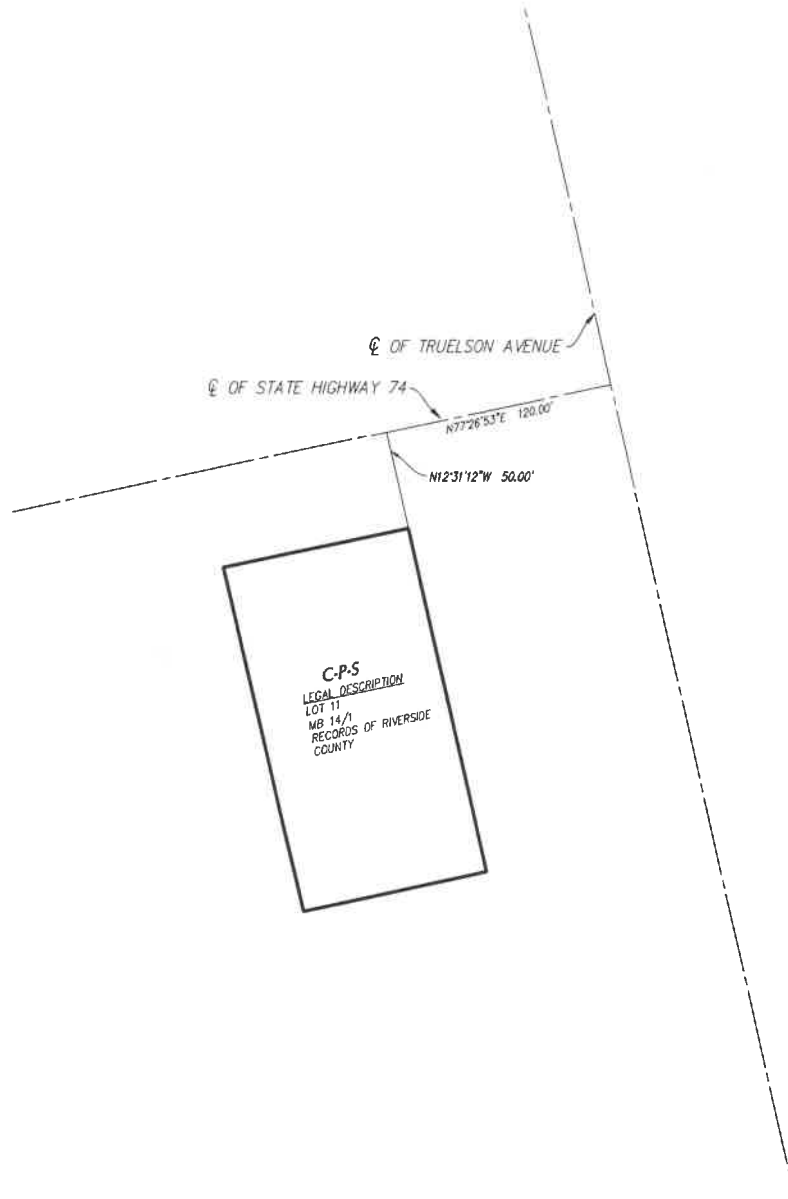 ℄ OF TRUELSON AVENUE
℄ OF STATE HIGHWAY 74
N77°26'53"E 120.00'
N12°31'12"W 50.00'
C-P-S
LEGAL DESCRIPTION
LOT 11
MB 14/1
RECORDS OF RIVERSIDE
COUNTY